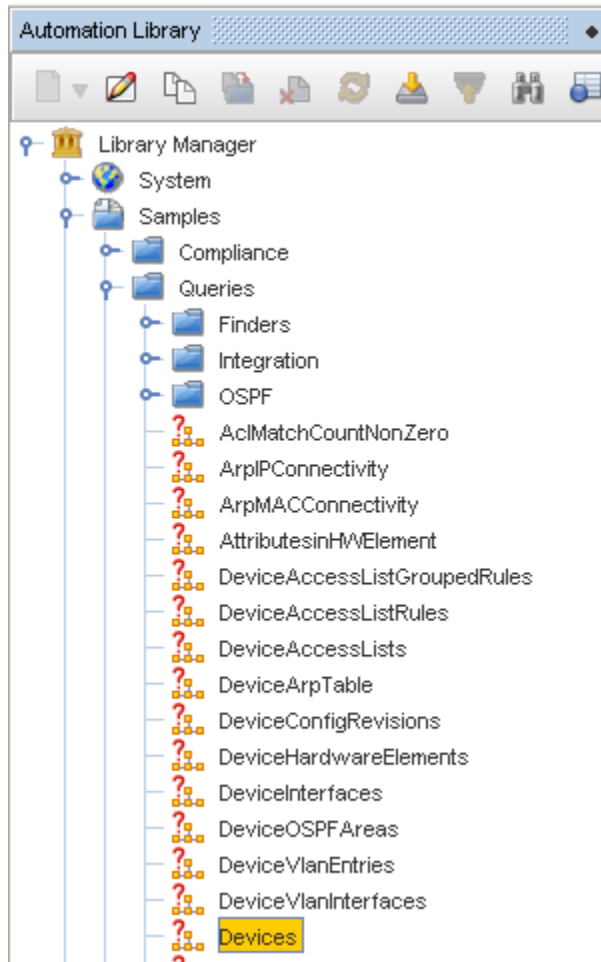 Automation Library
Library Manager
System
Samples
Compliance
Queries
Finders
Integration
OSPF
AclMatchCountNonZero
ArpIPConnectivity
ArpMACConnectivity
AttributesinHWElement
DeviceAccessListGroupedRules
DeviceAccessListRules
DeviceAccessLists
DeviceArpTable
DeviceConfigRevisions
DeviceHardwareElements
DeviceInterfaces
DeviceOSPFAreas
DeviceVlanEntries
DeviceVlanInterfaces
Devices